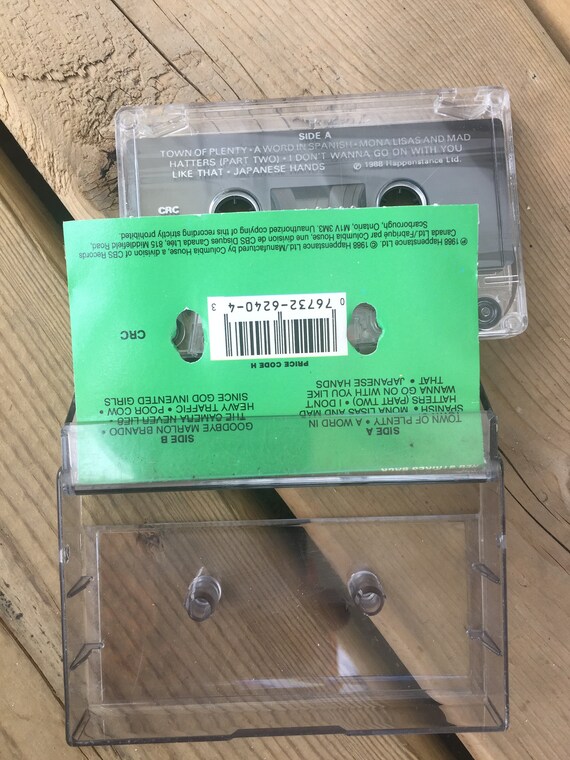 SIDE A
TOWN OF PLENTY • A WORD IN SPANISH • MONA LISAS AND MAD
HATTERS (PART TWO) • I DON'T WANNA GO ON WITH YOU
LIKE THAT • JAPANESE HANDS ℗ 1988 Happenstance Ltd.
CRC
SIDE A
TOWN OF PLENTY • A WORD IN
SPANISH • MONA LISAS AND MAD
HATTERS (PART TWO) • I DON'T
WANNA GO ON WITH YOU LIKE
THAT • JAPANESE HANDS
SIDE B
GOODBYE MARLON BRANDO •
THE CAMERA NEVER LIES •
HEAVY TRAFFIC • POOR COW •
SINCE GOD INVENTED GIRLS
PRICE CODE H
0 76732-6240-4 3
CRC
℗ 1988 Happenstance Ltd. © 1988 Happenstance Ltd./Manufactured by Columbia House, a division of CBS Records
Canada Ltd./Fabriqué par Columbia House une division de CBS Disques Canada Ltée, 815 Middlefield Road,
Scarborough, Ontario, M1V 3M3. Unauthorized copying of this recording strictly prohibited.